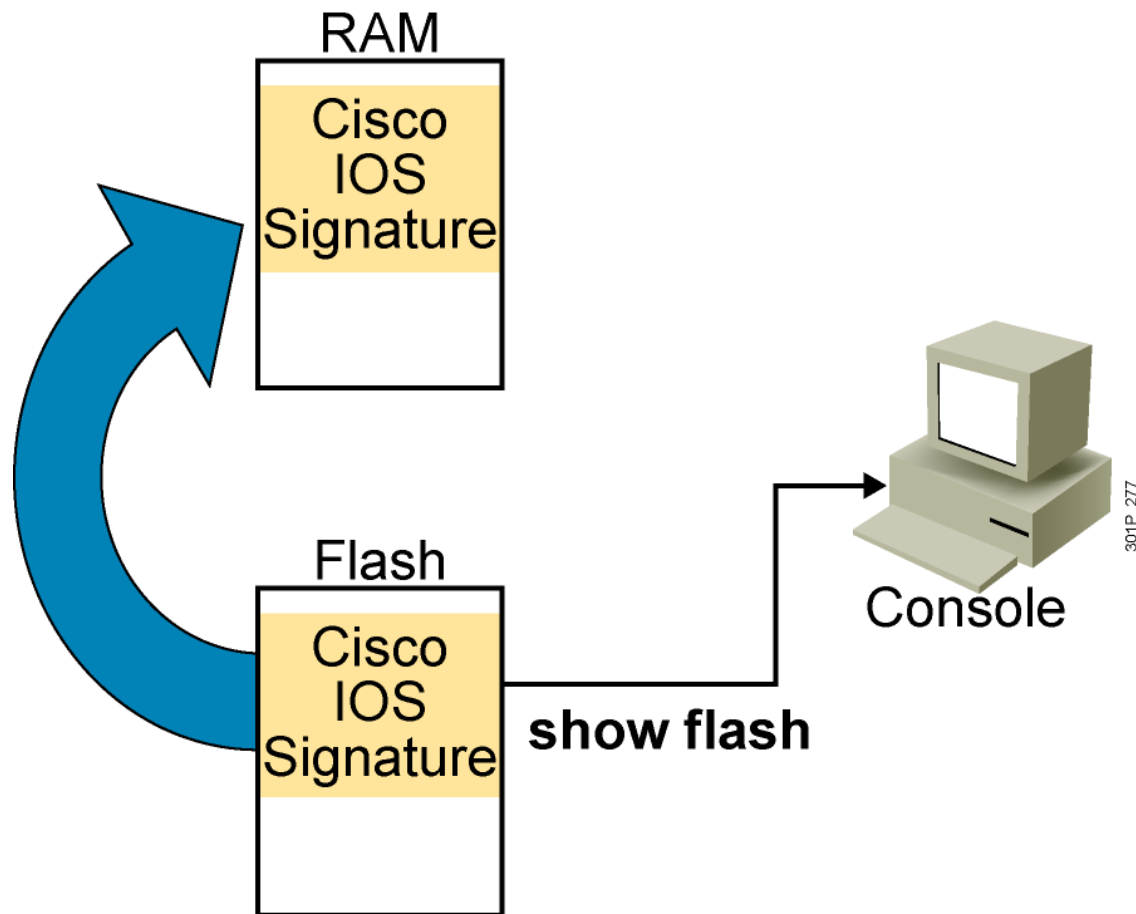 RAM
Cisco
IOS
Signature
Flash
Cisco
IOS
Signature
show flash
Console
301P_277